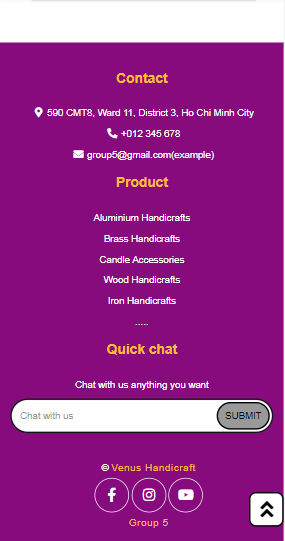 Contact
590 CMT8, Ward 11, District 3, Ho Chi Minh City
+012 345 678
group5@gmail.com(example)
Product
Aluminium Handicrafts
Brass Handicrafts
Candle Accessories
Wood Handicrafts
Iron Handicrafts
.....
Quick chat
Chat with us anything you want
Chat with us SUBMIT
© Venus Handicraft
Group 5